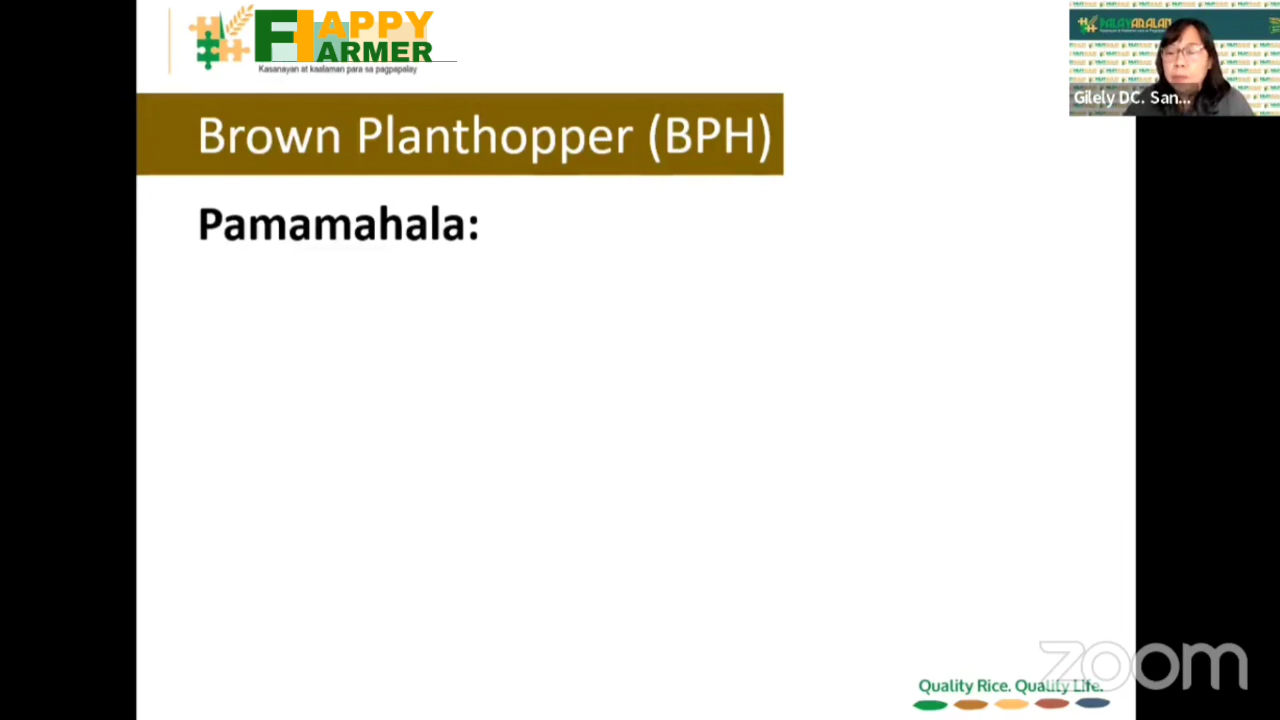 HAPPY
FARMER
Kasanayan at kaalaman para sa pagpapalay
PALAYARALAN
Gilely DC. San...
Brown Planthopper (BPH)
Pamamahala:
zoom
Quality Rice. Quality Life.